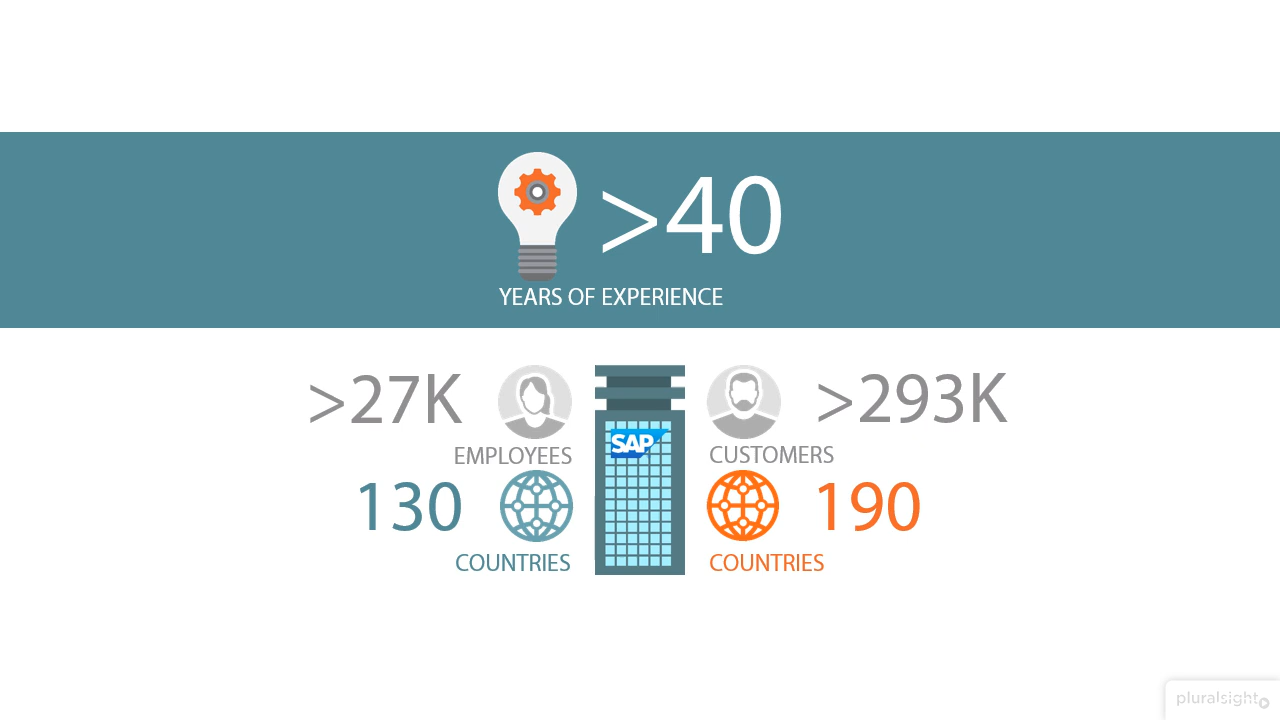 >40
YEARS OF EXPERIENCE
>27K
EMPLOYEES
130
COUNTRIES
SAP
>293K
CUSTOMERS
190
COUNTRIES
pluralsight